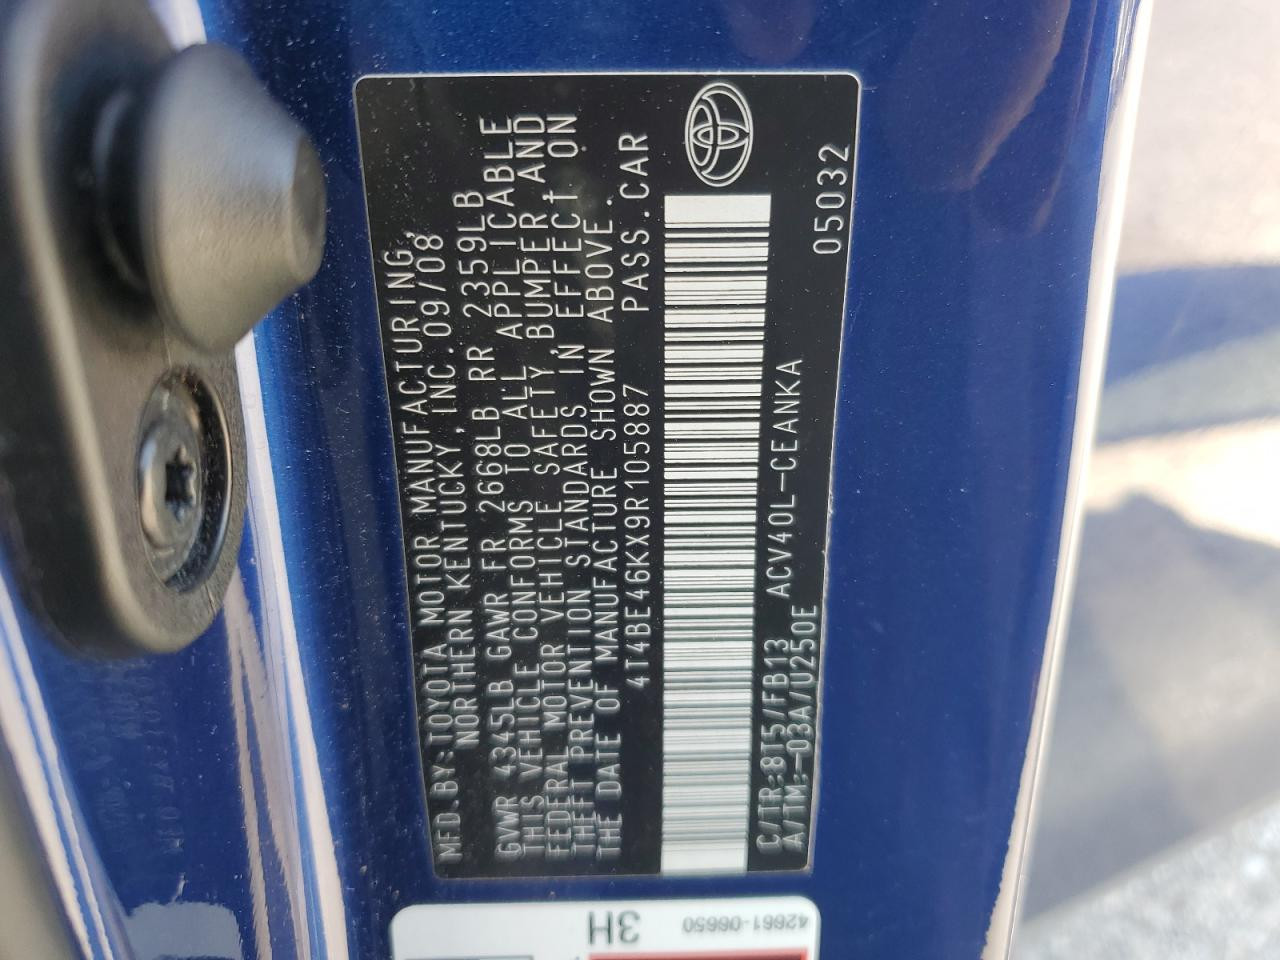 MFD.BY:TOYOTA MOTOR MANUFACTURING,
NORTHERN KENTUCKY,INC.09/08
GVWR 4345LB GAWR FR 2668LB RR 2359LB
THIS VEHICLE CONFORMS TO ALL APPLICABLE
FEDERAL MOTOR VEHICLE SAFETY,BUMPER AND
THEFT PREVENTION STANDARDS IN EFFECT ON
THE DATE OF MANUFACTURE SHOWN ABOVE.
4T4BE46KX9R105887 PASS.CAR
C/TR:8T5/FB13 ACV40L-CEANKA
A/TM:-03A/U250E 05032
3H
42661-06650